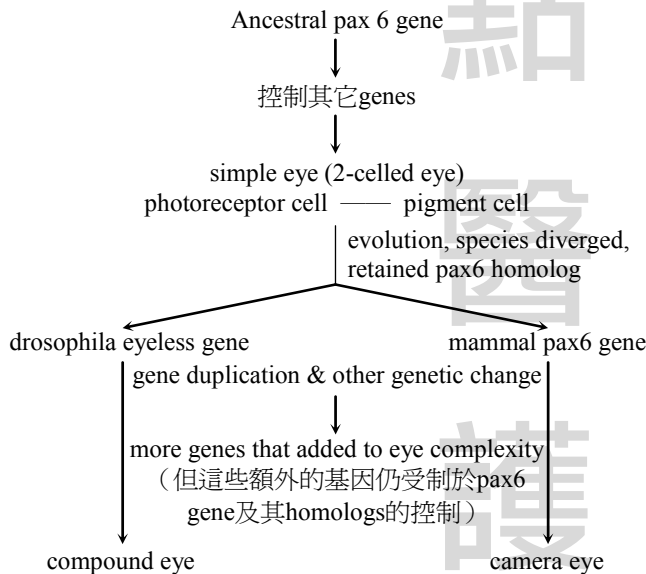 Ancestral pax 6 gene
控制其它genes
simple eye (2-celled eye)
photoreceptor cell —— pigment cell
evolution, species diverged,
retained pax6 homolog
drosophila eyeless gene
mammal pax6 gene
gene duplication & other genetic change
more genes that added to eye complexity
（但這些額外的基因仍受制於pax6
gene及其homologs的控制）
compound eye
camera eye
醫
護